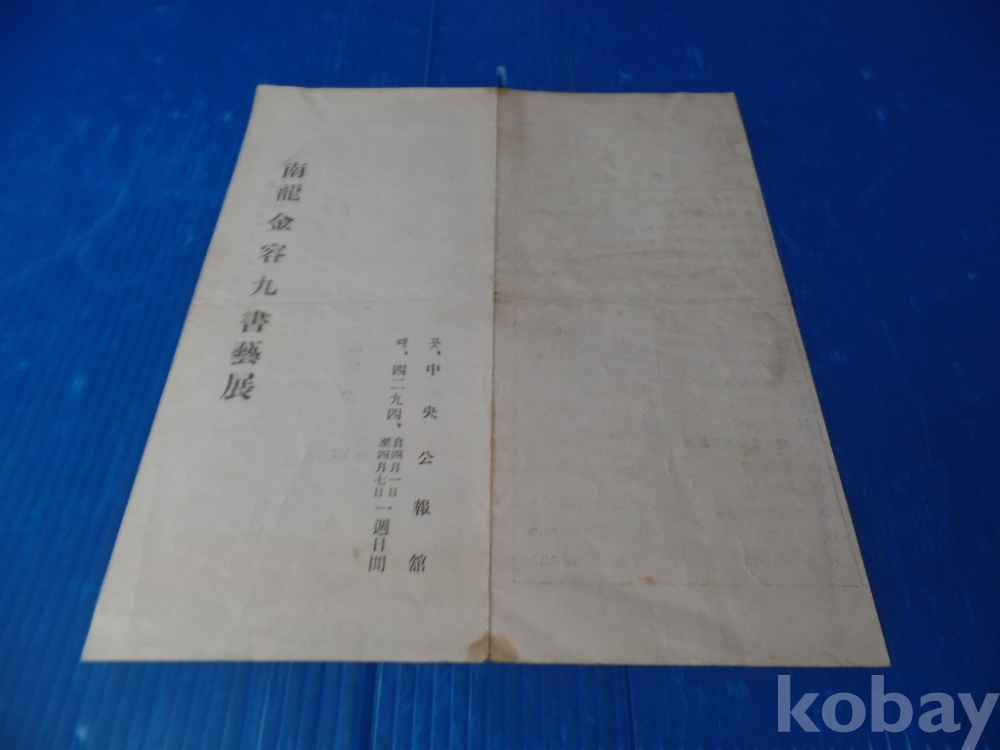 곳、中央公報舘
때、四二九四、自四月一日 至四月七日 一週日間
南龍金容九書藝展
kobay